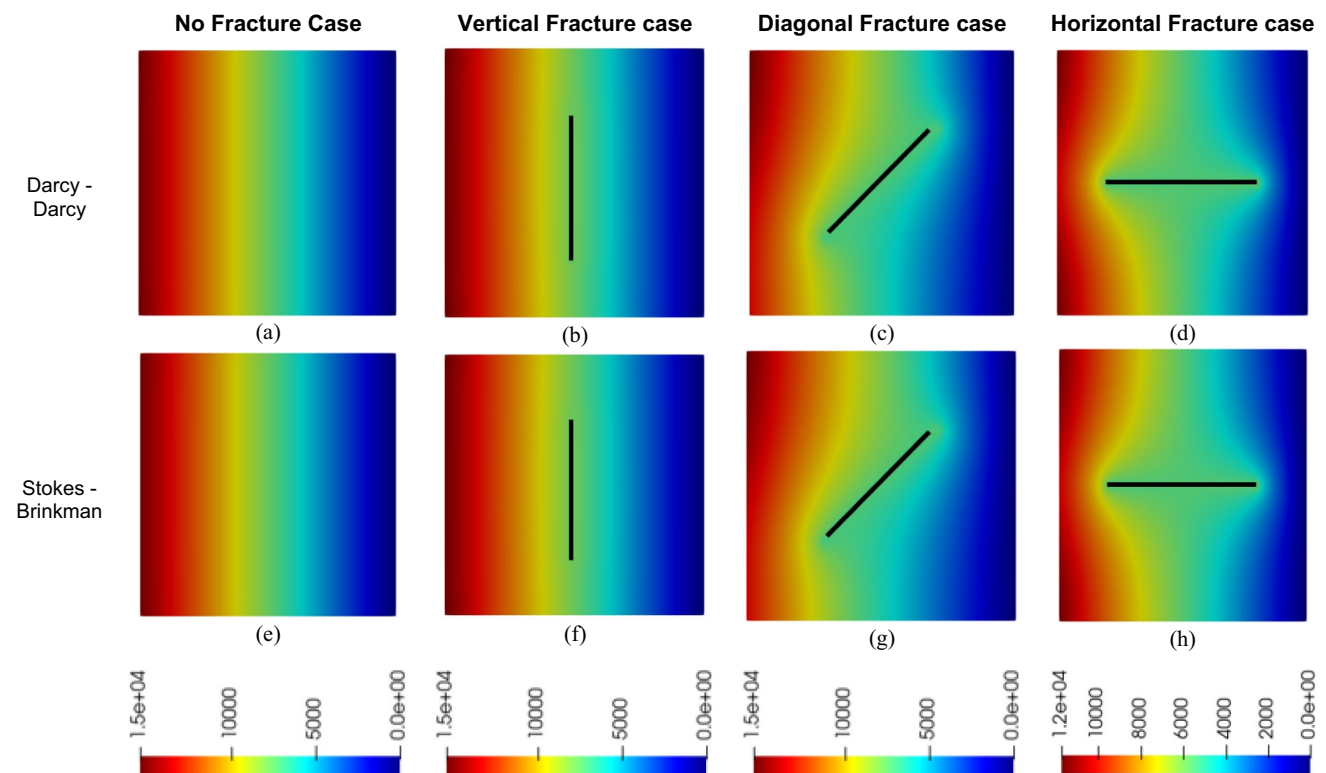 No Fracture Case
Vertical Fracture case
Diagonal Fracture case
Horizontal Fracture case
Darcy -
Darcy
(a)
(b)
(c)
(d)
Stokes -
Brinkman
(e)
(f)
(g)
(h)
1.5e+04
10000
5000
0.0e+00
1.5e+04
10000
5000
0.0e+00
1.5e+04
10000
5000
0.0e+00
1.2e+04
10000
8000
6000
4000
2000
0.0e+00